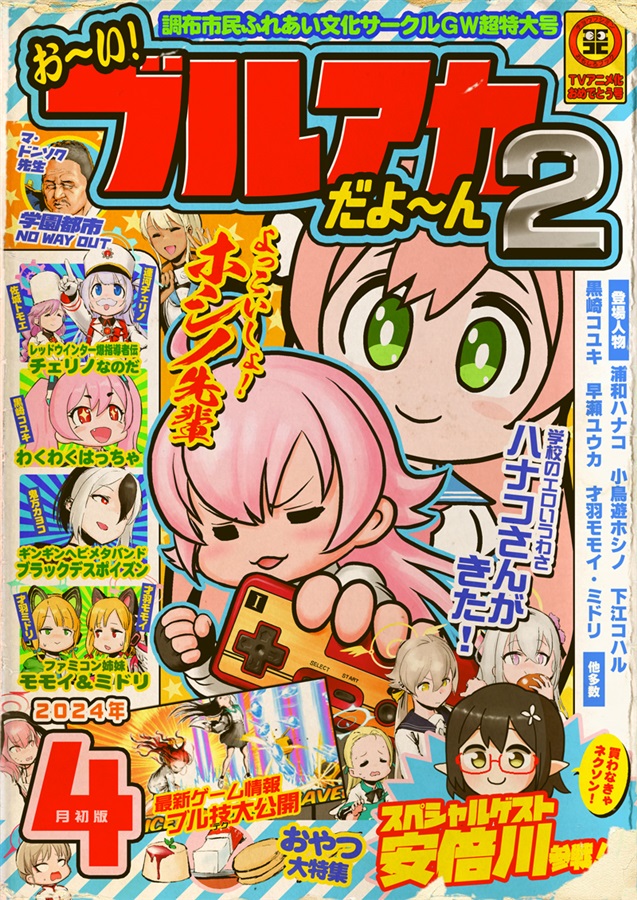 調布市民ふれあい文化サークルGW超特大号
TVアニメ化
おめでとう号
お～い!
ブルアカ
だよ～ん
2
マ・
ドンソク
先生
学園都市
NO WAY OUT
よっこいしょ!
ホシノ先輩
連河チェリノ
佐城トモエ
レッドウインター爆指導者伝
チェリノなのだ
黒崎コユキ
わくわくはっちゃ
鬼方カヨコ
ギンギンヘビメタバンド
ブラックデスポイズン
才羽ミドリ
才羽モモイ
ファミコン姉妹
モモイ&ミドリ
登場人物
浦和ハナコ 小鳥遊ホシノ 下江コハル
黒崎コユキ 早瀬ユウカ 才羽モモイ・ミドリ
他多数
学校のエロいうわさ
ハナコさんが
きた!
I
SELECT
START
2024年
4
月初版
最新ゲーム情報
フル技大公開
おやつ
大特集
買わなきゃ
ネクソン!
スペシャルゲスト
安倍川参戦!